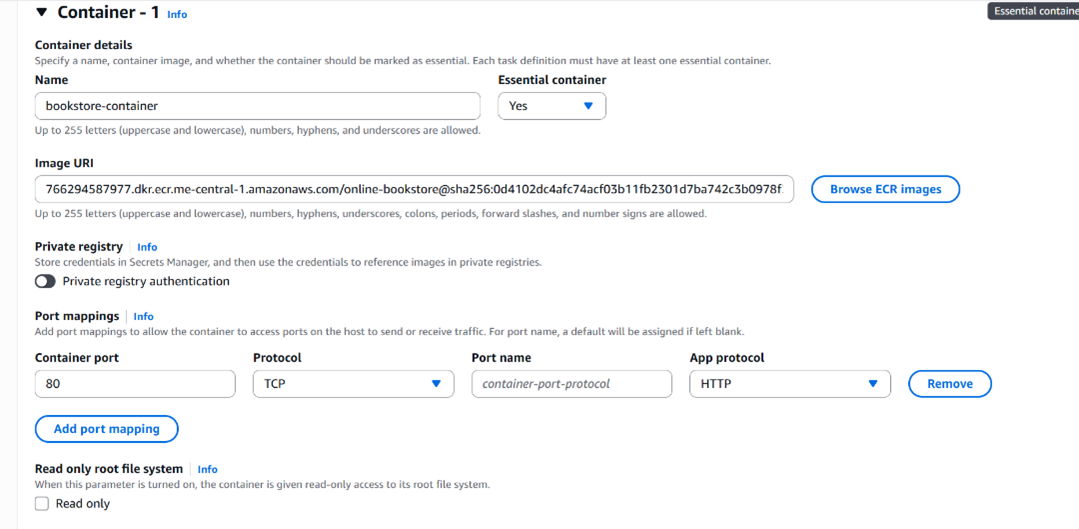 Container - 1 Info
Essential containe
Container details
Specify a name, container image, and whether the container should be marked as essential. Each task definition must have at least one essential container.
Name Essential container
bookstore-container Yes
Up to 255 letters (uppercase and lowercase), numbers, hyphens, and underscores are allowed.
Image URI
766294587977.dkr.ecr.me-central-1.amazonaws.com/online-bookstore@sha256:0d4102dc4afc74acf03b11fb2301d7ba742c3b0978f. Browse ECR images
Up to 255 letters (uppercase and lowercase), numbers, hyphens, underscores, colons, periods, forward slashes, and number signs are allowed.
Private registry Info
Store credentials in Secrets Manager, and then use the credentials to reference images in private registries.
Private registry authentication
Port mappings Info
Add port mappings to allow the container to access ports on the host to send or receive traffic. For port name, a default will be assigned if left blank.
Container port Protocol Port name App protocol
80 TCP container-port-protocol HTTP Remove
Add port mapping
Read only root file system Info
When this parameter is turned on, the container is given read-only access to its root file system.
Read only